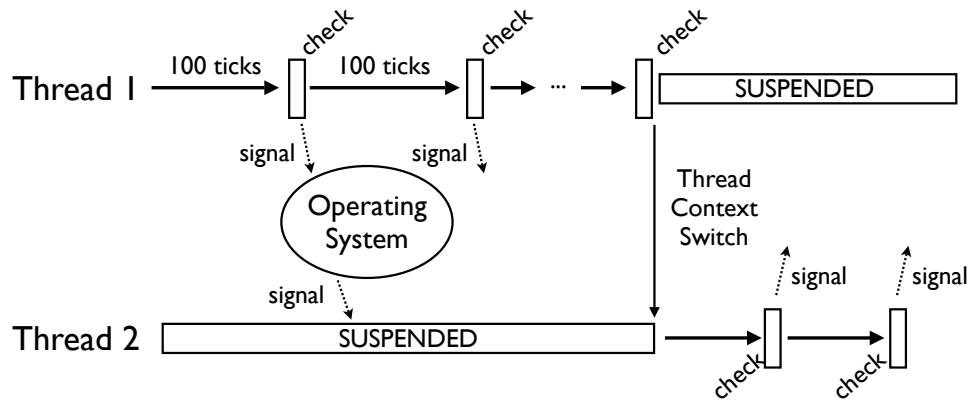 check
check
check
100 ticks
100 ticks
...
Thread 1
SUSPENDED
signal
signal
Operating
System
Thread
Context
Switch
signal
signal
signal
Thread 2
SUSPENDED
check
check